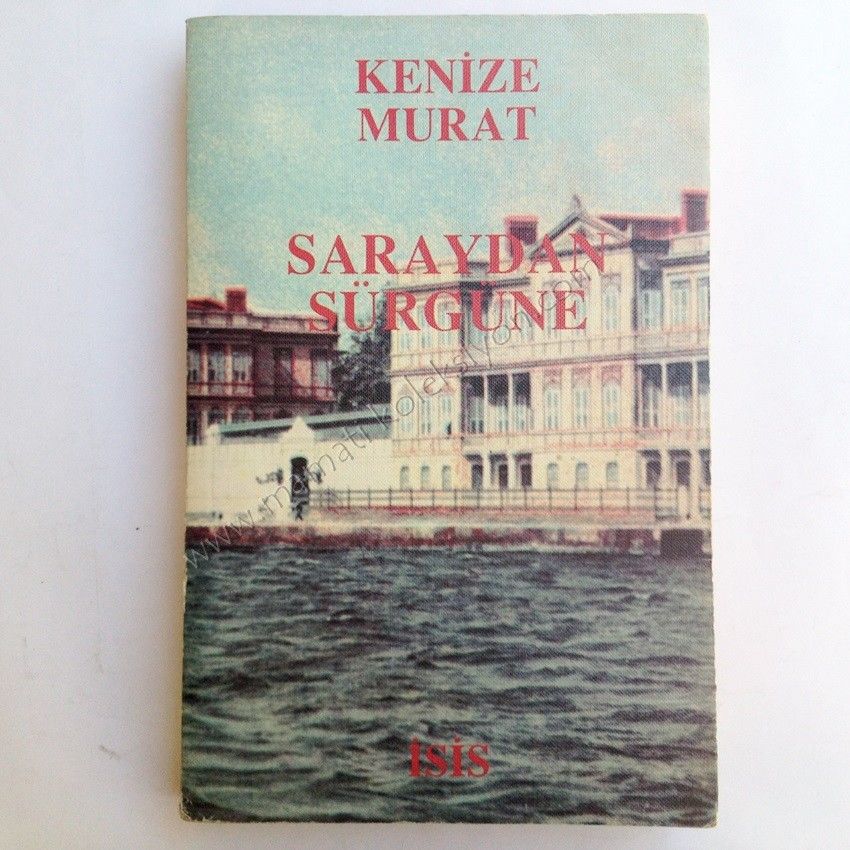 KENİZE
MURAT
SARAYDAN
SÜRGÜNE
İSİS